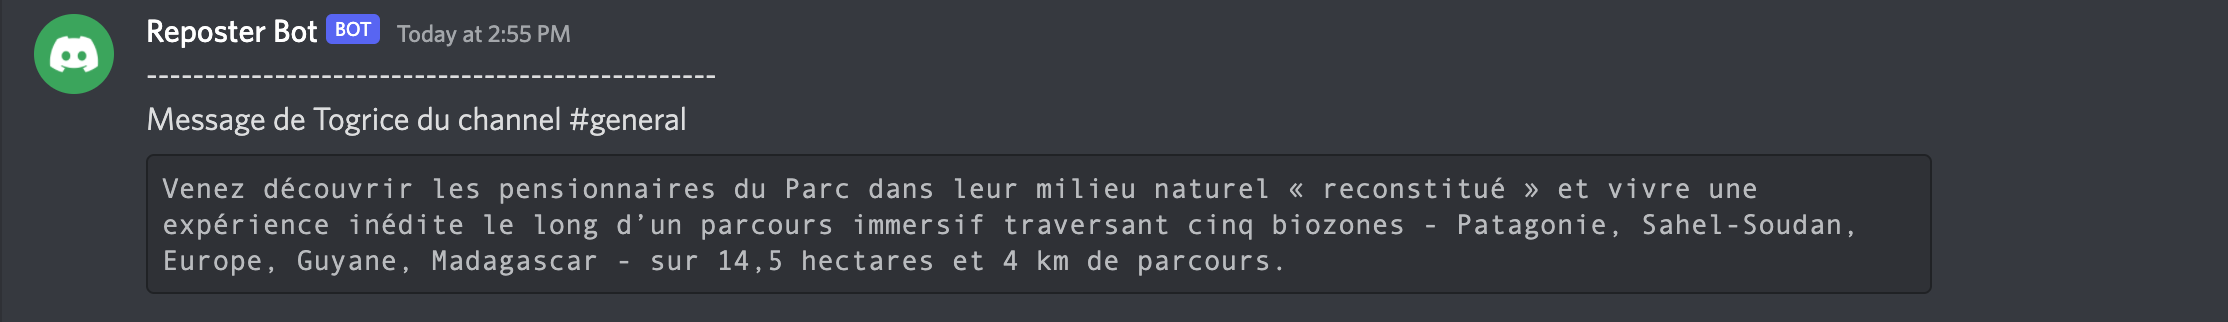 Reposter Bot BOT Today at 2:55 PM
-------------------------------------------------
Message de Togrice du channel #general
Venez découvrir les pensionnaires du Parc dans leur milieu naturel « reconstitué » et vivre une
expérience inédite le long d’un parcours immersif traversant cinq biozones - Patagonie, Sahel-Soudan,
Europe, Guyane, Madagascar - sur 14,5 hectares et 4 km de parcours.